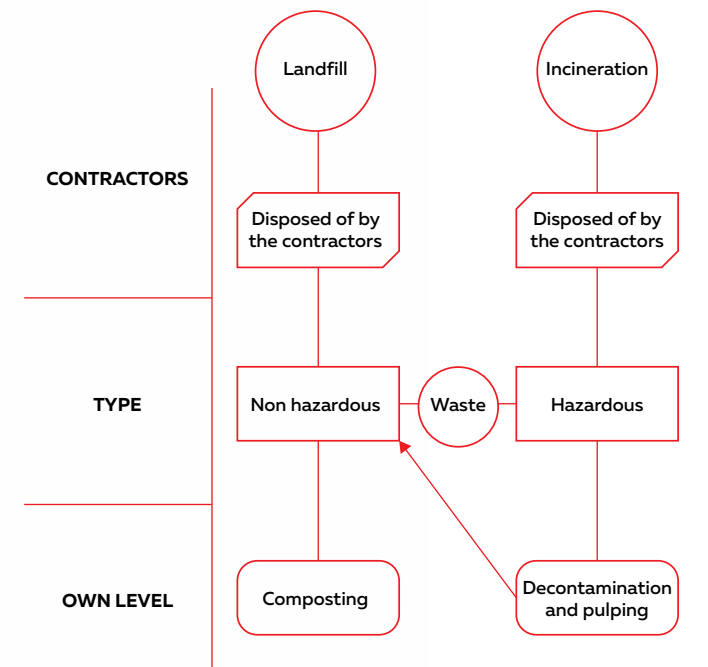 Landfill
Incineration
CONTRACTORS
Disposed of by
the contractors
Disposed of by
the contractors
TYPE
Non hazardous
Waste
Hazardous
OWN LEVEL
Composting
Decontamination
and pulping